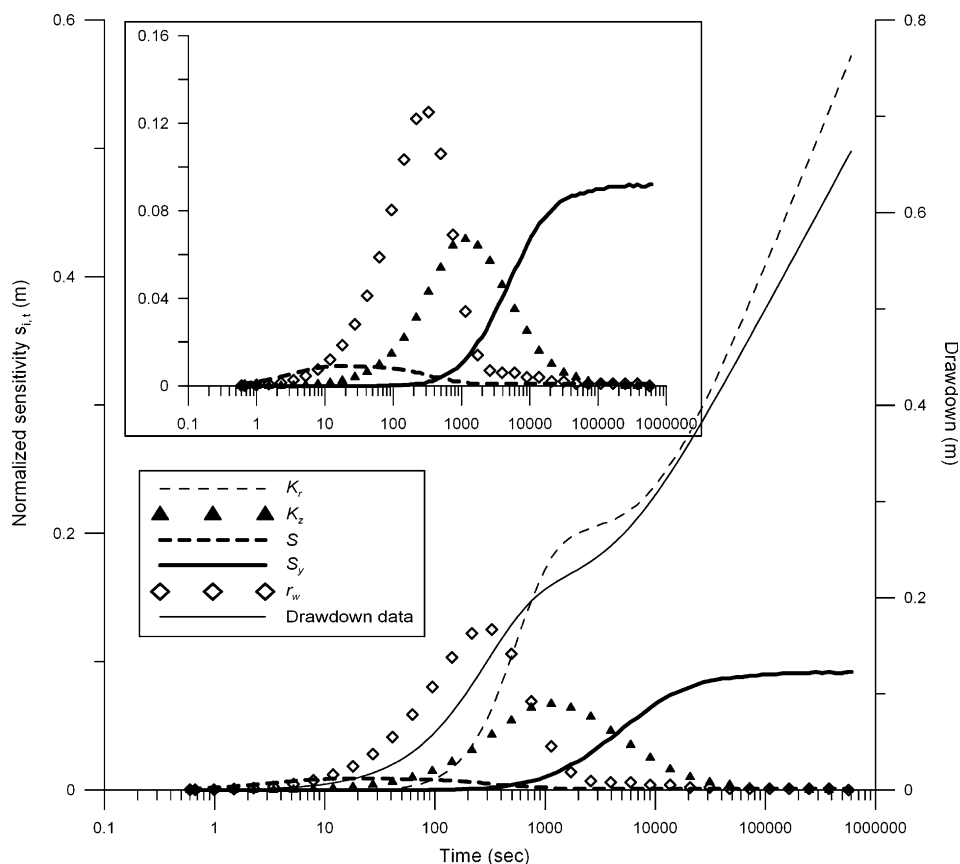 0.6
0.8
0.16
0.12
0.08
0.04
0
0.1 1 10 100 1000 10000 100000 1000000
0.6
0.4
0.4
0.2
0.2
0
0
Normalized sensitivity s_i,t (m)
Drawdown (m)
K_r
K_z
S
S_y
r_w
Drawdown data
0.1 1 10 100 1000 10000 100000 1000000
Time (sec)